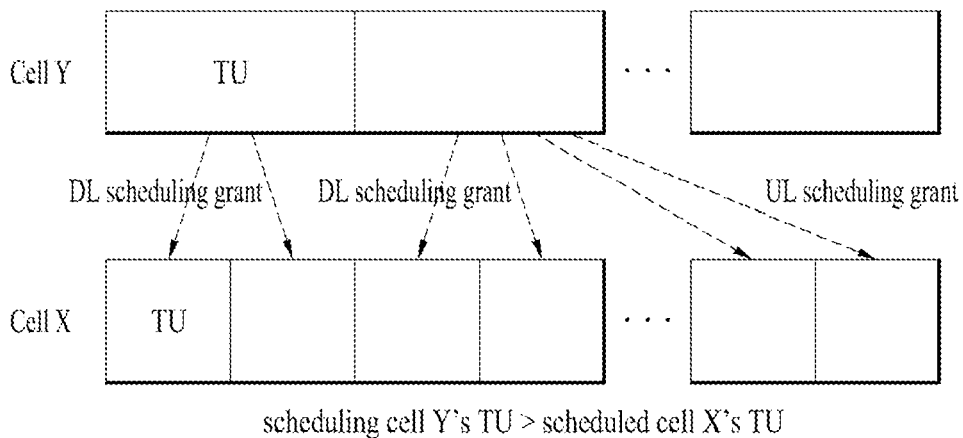 Cell Y
TU
. . .
DL scheduling grant
DL scheduling grant
UL scheduling grant
Cell X
TU
. . .
scheduling cell Y's TU > scheduled cell X's TU